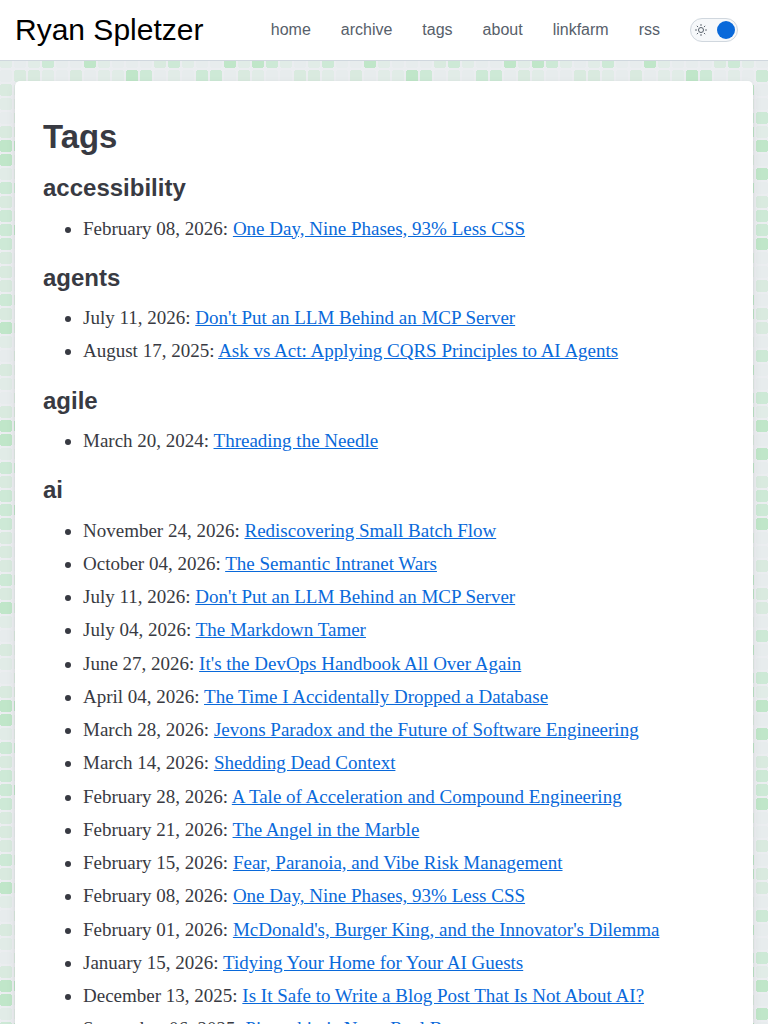 Ryan Spletzer
home archive tags about linkfarm rss
Tags
accessibility
February 08, 2026: One Day, Nine Phases, 93% Less CSS
agents
July 11, 2026: Don't Put an LLM Behind an MCP Server
August 17, 2025: Ask vs Act: Applying CQRS Principles to AI Agents
agile
March 20, 2024: Threading the Needle
ai
November 24, 2026: Rediscovering Small Batch Flow
October 04, 2026: The Semantic Intranet Wars
July 11, 2026: Don't Put an LLM Behind an MCP Server
July 04, 2026: The Markdown Tamer
June 27, 2026: It's the DevOps Handbook All Over Again
April 04, 2026: The Time I Accidentally Dropped a Database
March 28, 2026: Jevons Paradox and the Future of Software Engineering
March 14, 2026: Shedding Dead Context
February 28, 2026: A Tale of Acceleration and Compound Engineering
February 21, 2026: The Angel in the Marble
February 15, 2026: Fear, Paranoia, and Vibe Risk Management
February 08, 2026: One Day, Nine Phases, 93% Less CSS
February 01, 2026: McDonald's, Burger King, and the Innovator's Dilemma
January 15, 2026: Tidying Your Home for Your AI Guests
December 13, 2025: Is It Safe to Write a Blog Post That Is Not About AI?